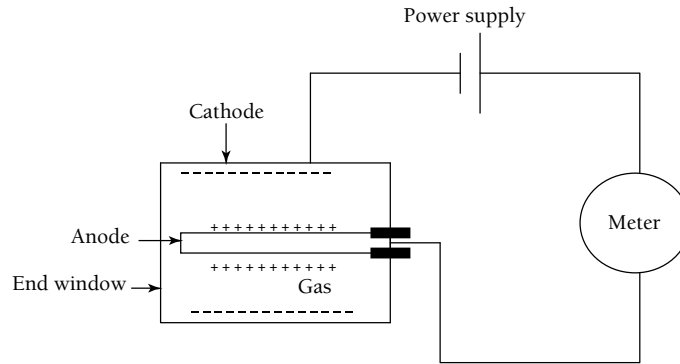 Power supply
Cathode
+ + + + + + + + + + +
Anode
Meter
+ + + + + + + + + + +
End window
Gas